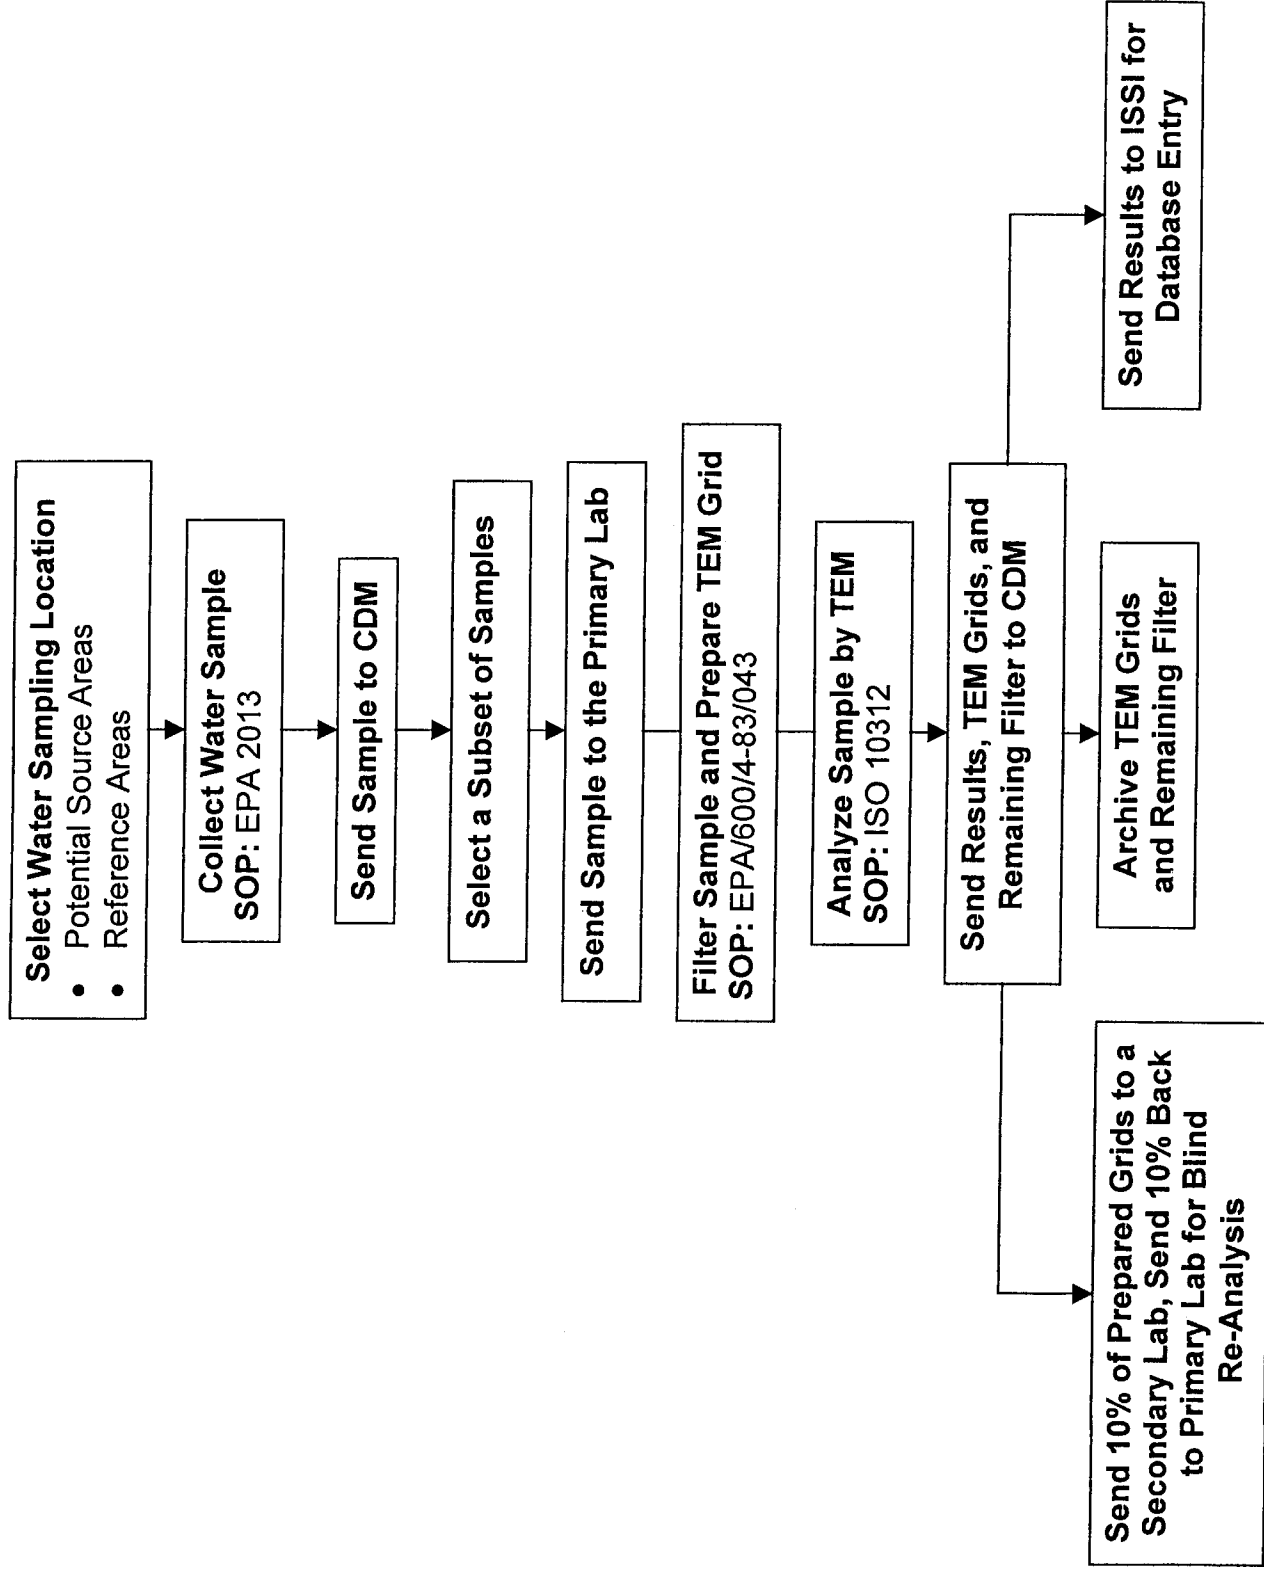 Select Water Sampling Location
• Potential Source Areas
• Reference Areas
Collect Water Sample
SOP: EPA 2013
Send Sample to CDM
Select a Subset of Samples
Send Sample to the Primary Lab
Filter Sample and Prepare TEM Grid
SOP: EPA/600/4-83/043
Analyze Sample by TEM
SOP: ISO 10312
Send Results, TEM Grids, and
Remaining Filter to CDM
Send 10% of Prepared Grids to a
Secondary Lab, Send 10% Back
to Primary Lab for Blind
Re-Analysis
Archive TEM Grids
and Remaining Filter
Send Results to ISSI for
Database Entry